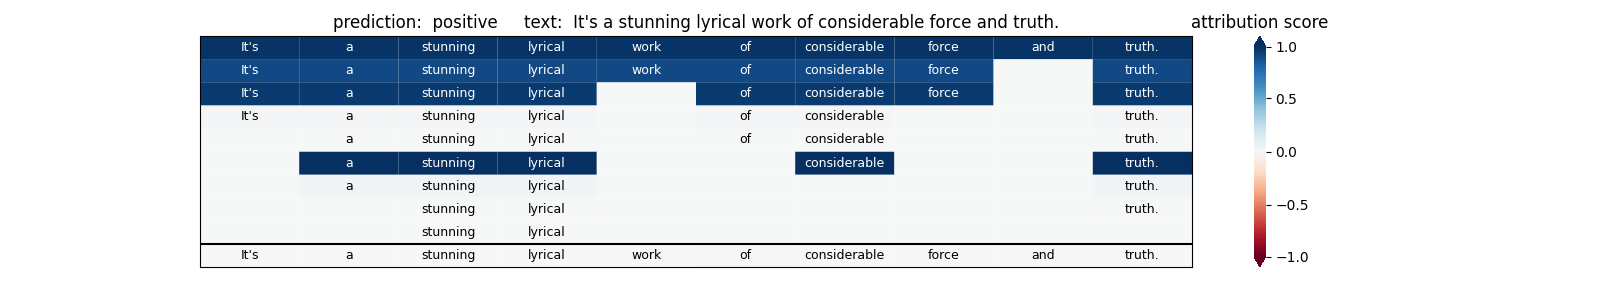 prediction: positive text: It's a stunning lyrical work of considerable force and truth. attribution score
It's a stunning lyrical work of considerable force and truth. 1.0
It's a stunning lyrical work of considerable force truth.
It's a stunning lyrical of considerable force truth. 0.5
It's a stunning lyrical of considerable truth.
a stunning lyrical of considerable truth. 0.0
a stunning lyrical considerable truth.
a stunning lyrical truth.
stunning lyrical truth. −0.5
stunning lyrical
It's a stunning lyrical work of considerable force and truth. −1.0